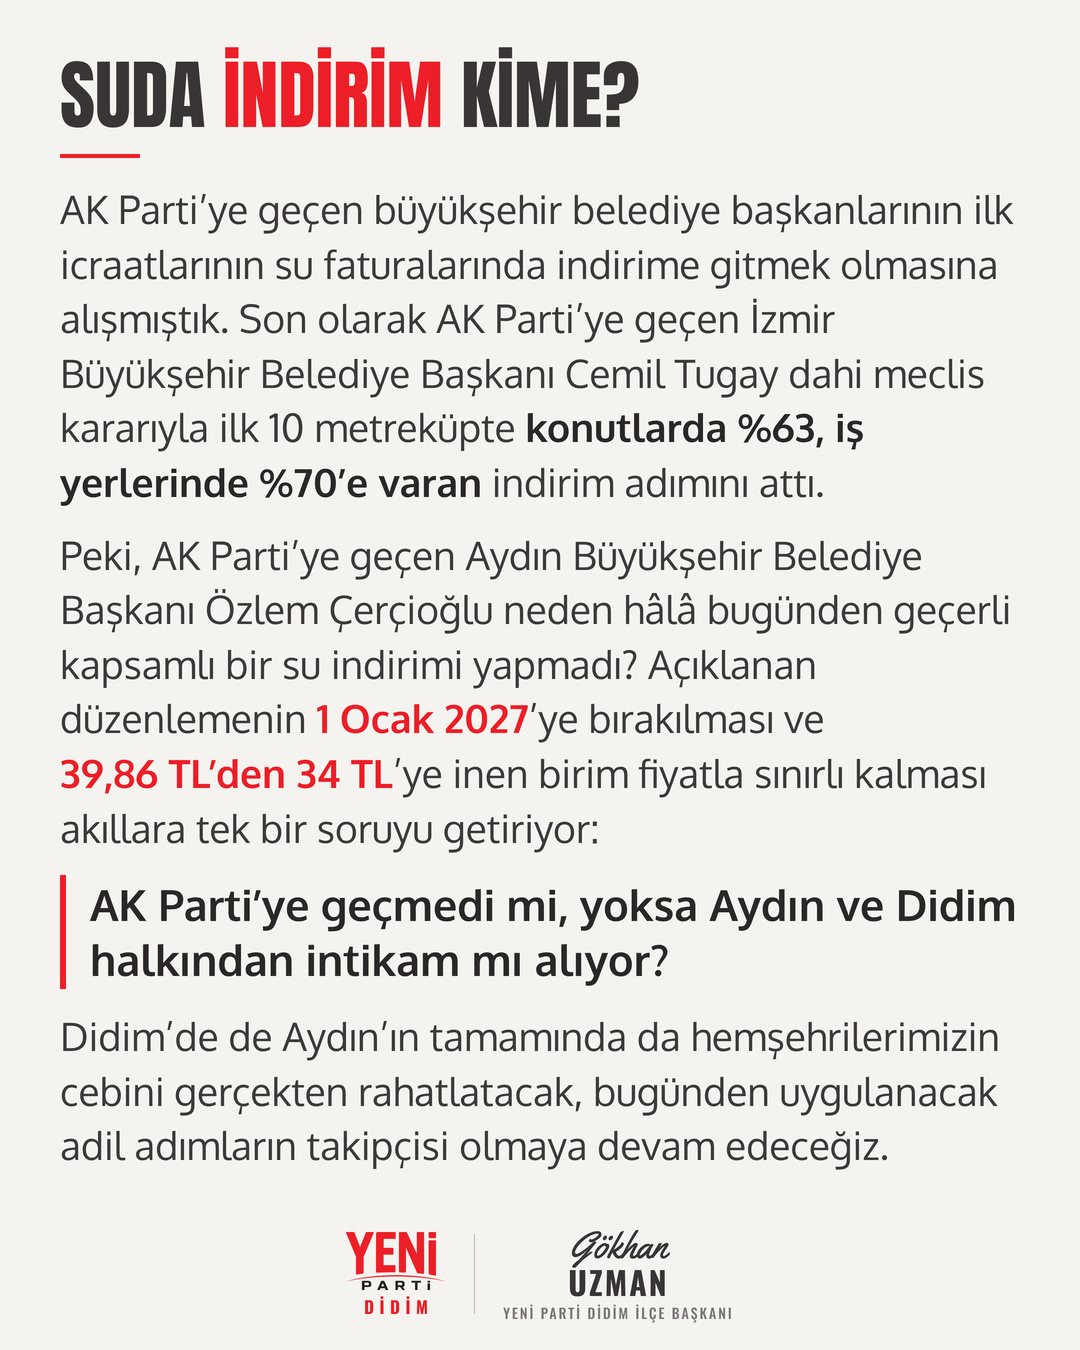 SUDA İNDİRİM KİME?
AK Parti’ye geçen büyükşehir belediye başkanlarının ilk
icraatlarının su faturalarında indirime gitmek olmasına
alışmıştık. Son olarak AK Parti’ye geçen İzmir
Büyükşehir Belediye Başkanı Cemil Tugay dahi meclis
kararıyla ilk 10 metreküpte konutlarda %63, iş
yerlerinde %70’e varan indirim adımını attı.
Peki, AK Parti’ye geçen Aydın Büyükşehir Belediye
Başkanı Özlem Çerçioğlu neden hâlâ bugünden geçerli
kapsamlı bir su indirimi yapmadı? Açıklanan
düzenlemenin 1 Ocak 2027’ye bırakılması ve
39,86 TL’den 34 TL’ye inen birim fiyatla sınırlı kalması
akıllara tek bir soruyu getiriyor:
AK Parti’ye geçmedi mi, yoksa Aydın ve Didim
halkından intikam mı alıyor?
Didim’de de Aydın’ın tamamında da hemşehrilerimizin
cebini gerçekten rahatlatacak, bugünden uygulanacak
adil adımların takipçisi olmaya devam edeceğiz.
YENİ
PARTİ
DİDİM
Gökhan
UZMAN
YENİ PARTİ DİDİM İLÇE BAŞKANI